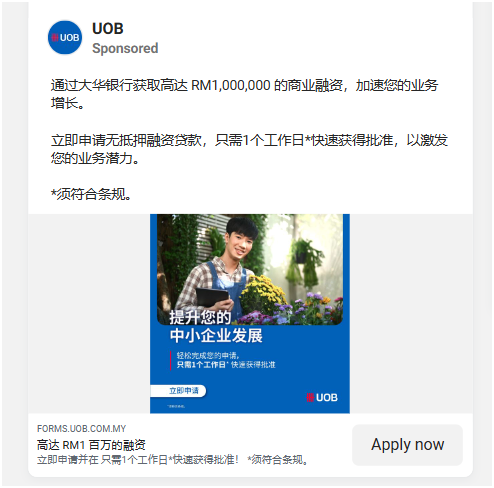 UOB
UOB
Sponsored
通过大华银行获取高达 RM1,000,000 的商业融资，加速您的业务
增长。
立即申请无抵押融资贷款，只需1个工作日*快速获得批准，以激发
您的业务潜力。
*须符合条规。
提升您的
中小企业发展
轻松完成您的申请，
只需1个工作日* 快速获得批准
立即申请
UOB
FORMS.UOB.COM.MY
高达 RM1 百万的融资
立即申请并在 只需1个工作日*快速获得批准！ *须符合条规。
Apply now